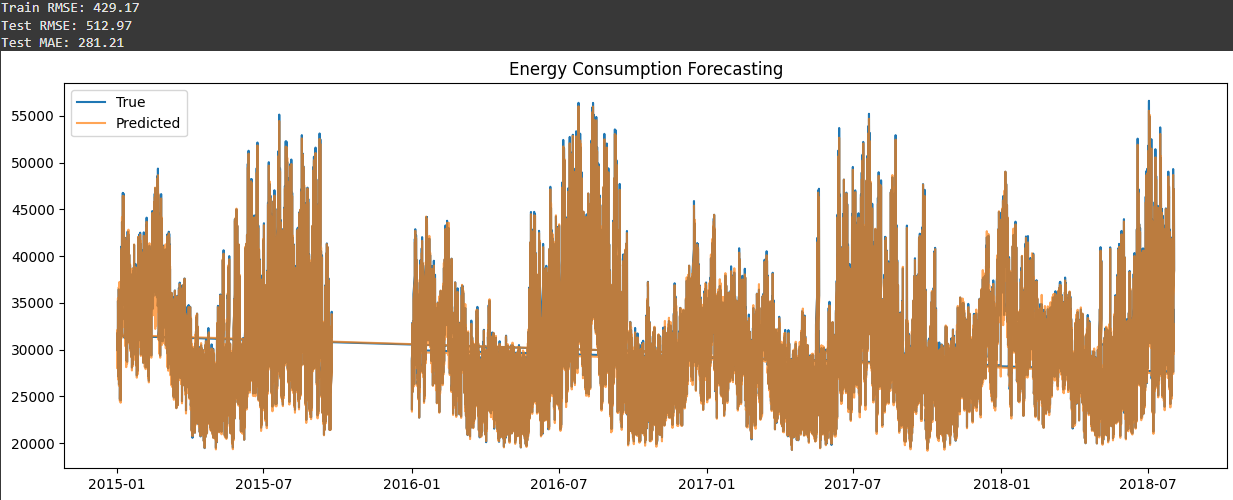 Train RMSE: 429.17
Test RMSE: 512.97
Test MAE: 281.21
Energy Consumption Forecasting
True
Predicted
55000
50000
45000
40000
35000
30000
25000
20000
2015-01 2015-07 2016-01 2016-07 2017-01 2017-07 2018-01 2018-07